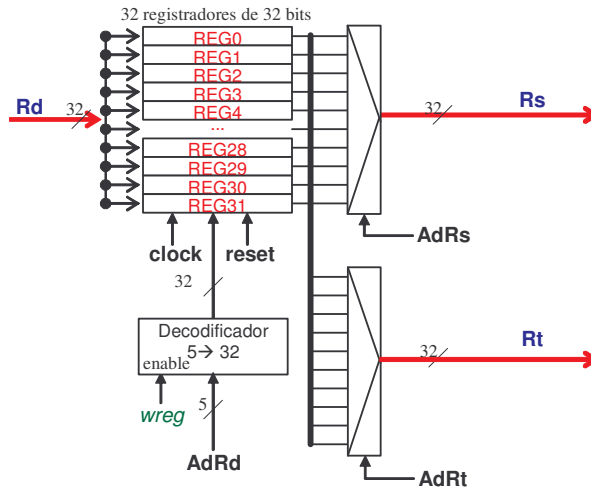 32 registradores de 32 bits
REG0
REG1
REG2
REG3
REG4
...
REG28
REG29
REG30
REG31
Rd
32
32
Rs
AdRs
clock
reset
32
Decodificador
5→ 32
enable
wreg
5
AdRd
32
Rt
AdRt